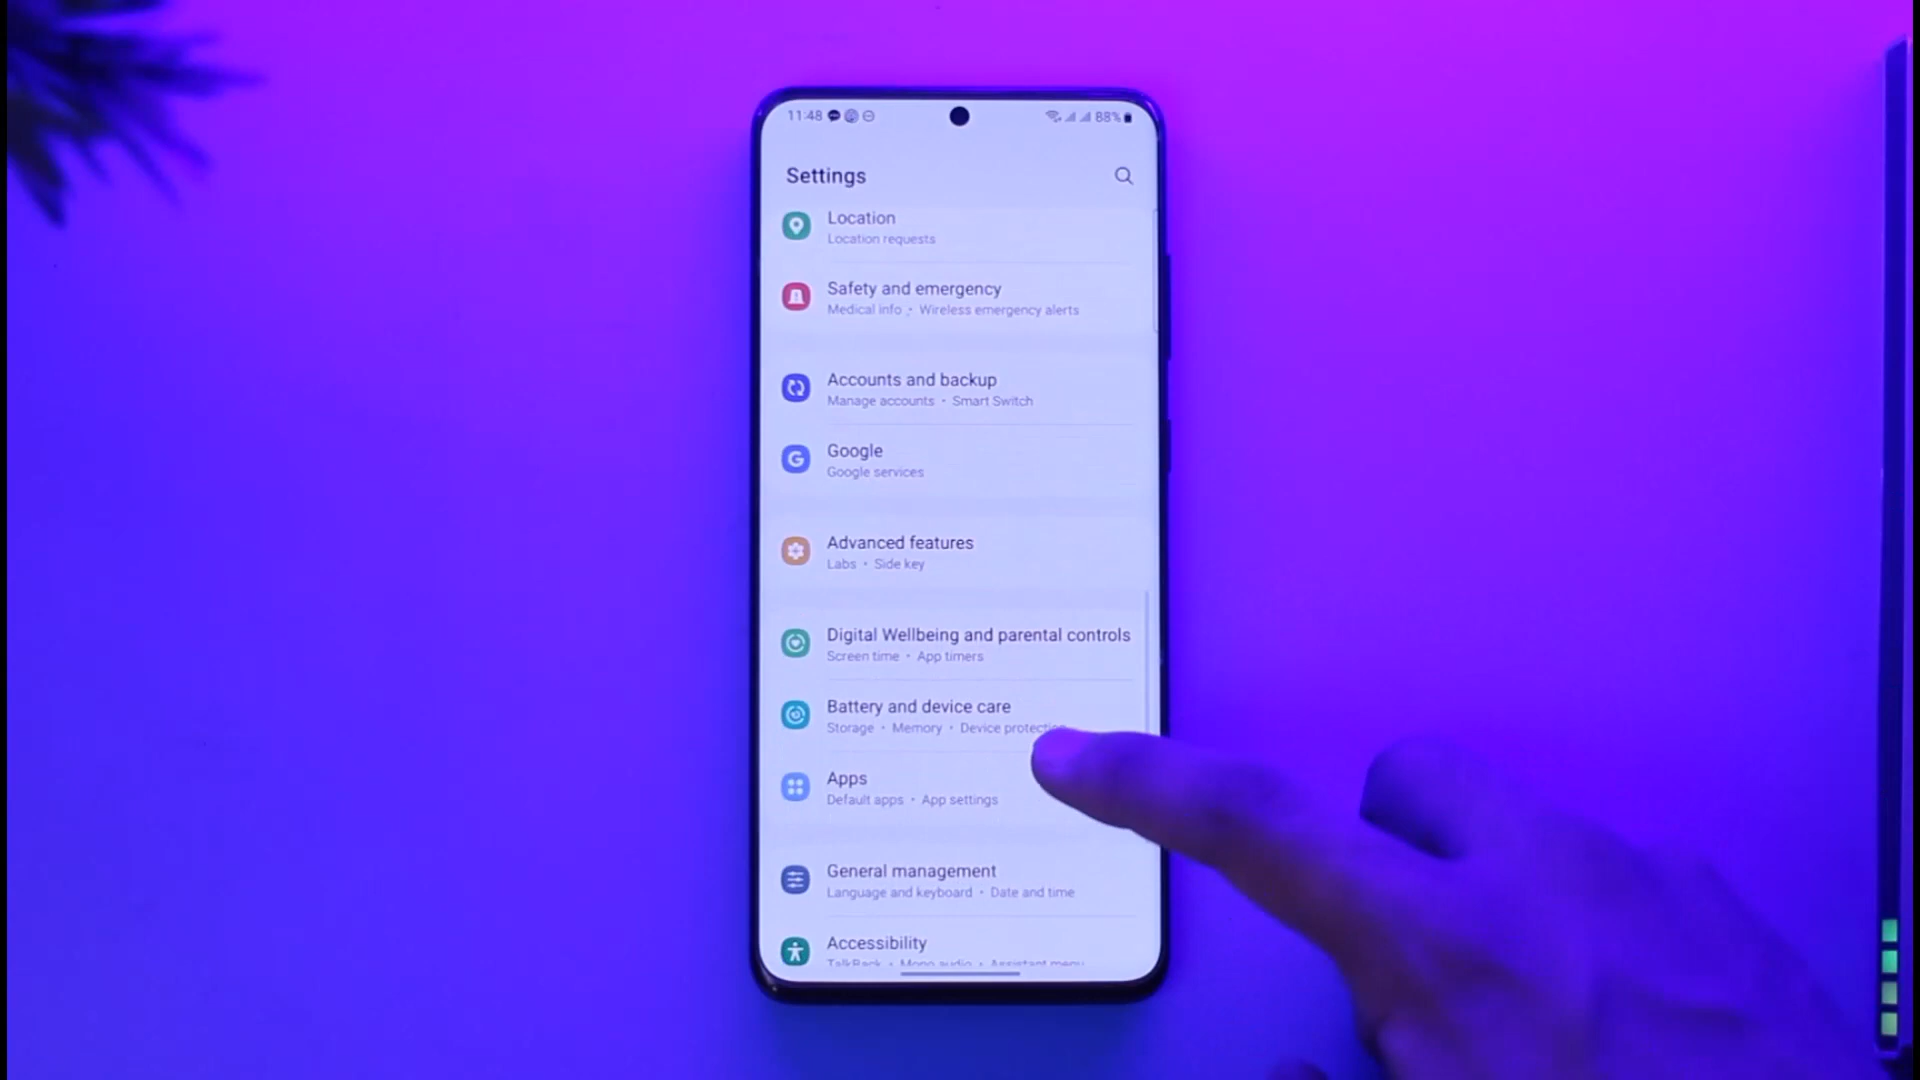 11:48
88%
Settings
Location
Location requests
Safety and emergency
Medical info • Wireless emergency alerts
Accounts and backup
Manage accounts • Smart Switch
Google
Google services
Advanced features
Labs • Side key
Digital Wellbeing and parental controls
Screen time • App timers
Battery and device care
Storage • Memory • Device protection
Apps
Default apps • App settings
General management
Language and keyboard • Date and time
Accessibility
TalkBack • Mono audio • Assistant menu